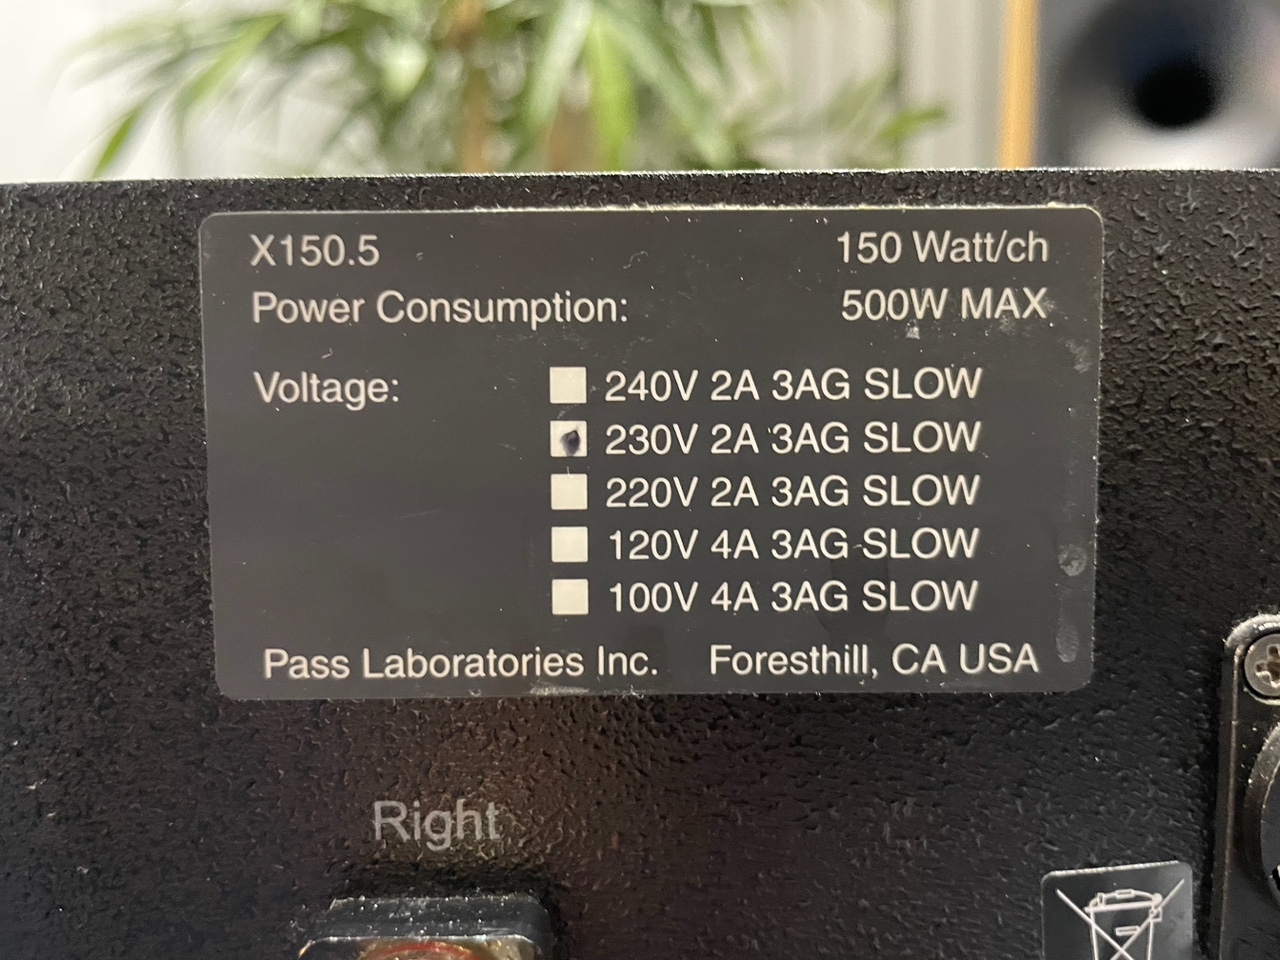 X150.5 150 Watt/ch
Power Consumption: 500W MAX
Voltage: 240V 2A 3AG SLOW
230V 2A 3AG SLOW
220V 2A 3AG SLOW
120V 4A 3AG SLOW
100V 4A 3AG SLOW
Pass Laboratories Inc. Foresthill, CA USA
Right